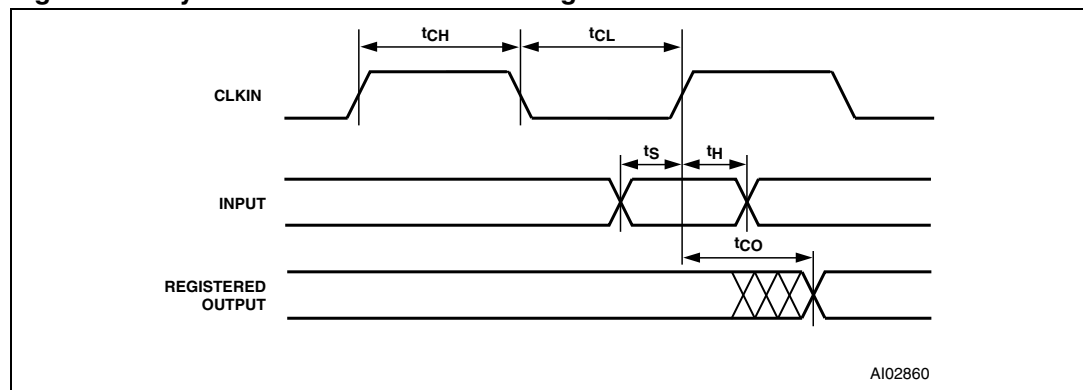 tCH
tCL
CLKIN
tS
tH
INPUT
tCO
REGISTERED
OUTPUT
AI02860